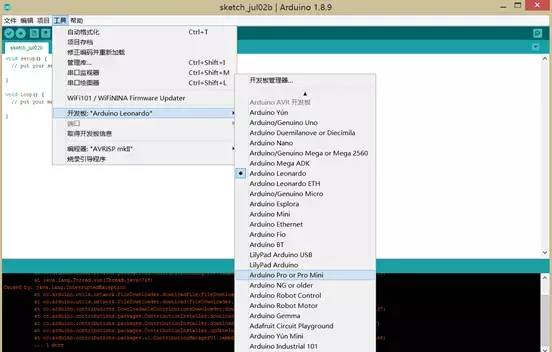 sketch_jul02b | Arduino 1.8.9
文件 编辑 项目 工具 帮助
sketch_jul02b
void setup() {
// put your
}
void loop() {
// put your
}
自动格式化 Ctrl+T
项目存档
修正编码并重新加载
管理库... Ctrl+Shift+I
串口监视器 Ctrl+Shift+M
串口绘图器 Ctrl+Shift+L
WiFi101 / WiFiNINA Firmware Updater
开发板: "Arduino Leonardo"
端口
取得开发板信息
编程器: "AVRISP mkII"
烧录引导程序
开发板管理器...
Arduino AVR 开发板
Arduino Yún
Arduino/Genuino Uno
Arduino Duemilanove or Diecimila
Arduino Nano
Arduino/Genuino Mega or Mega 2560
Arduino Mega ADK
Arduino Leonardo
Arduino Leonardo ETH
Arduino/Genuino Micro
Arduino Esplora
Arduino Mini
Arduino Ethernet
Arduino Fio
Arduino BT
LilyPad Arduino USB
LilyPad Arduino
Arduino Pro or Pro Mini
Arduino NG or older
Arduino Robot Control
Arduino Robot Motor
Arduino Gemma
Adafruit Circuit Playground
Arduino Yún Mini
Arduino Industrial 101
at java.lang.Thread.run(Thread.java:748)
Caused by: java.lang.InterruptedException
... 1 more